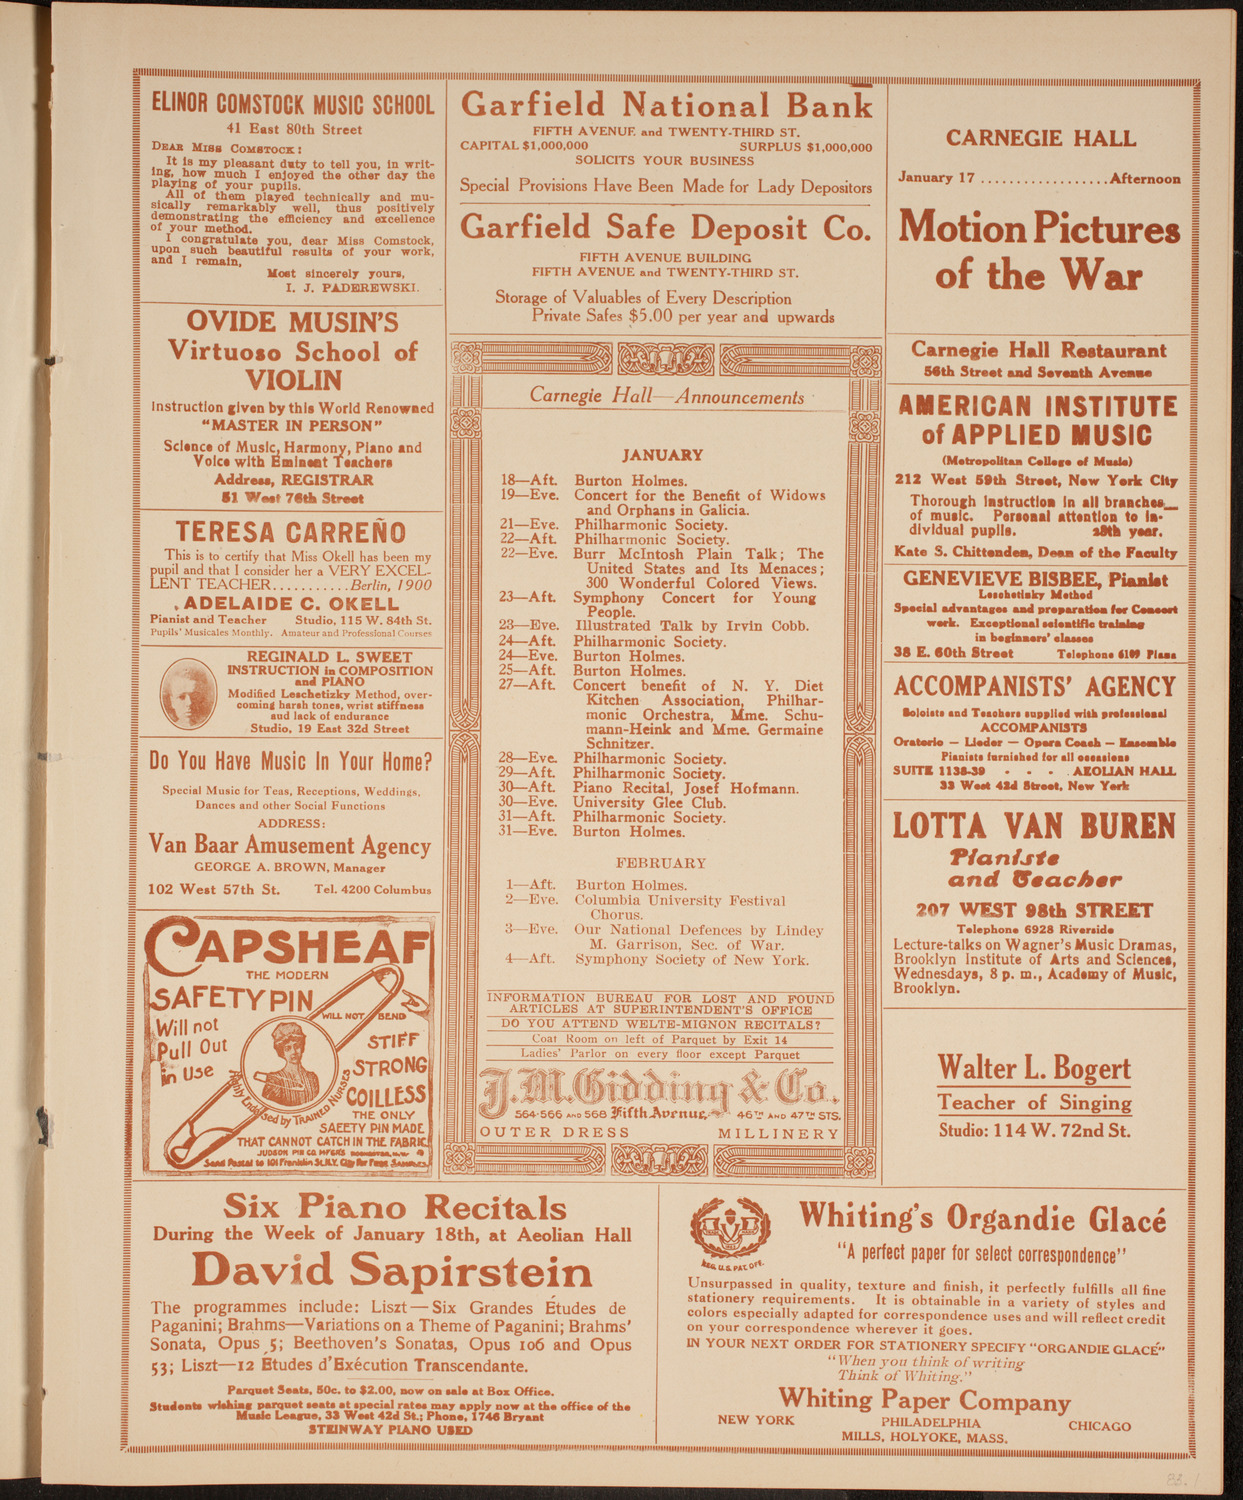 ELINOR COMSTOCK MUSIC SCHOOL
41 East 80th Street
DEAR MISS COMSTOCK:
It is my pleasant duty to tell you, in writ-
ing, how much I enjoyed the other day the
playing of your pupils.
All of them played technically and mu-
sically remarkably well, thus positively
demonstrating the efficiency and excellence
of your method.
I congratulate you, dear Miss Comstock,
upon such beautiful results of your work,
and I remain,
Most sincerely yours,
I. J. PADEREWSKI.
OVIDE MUSIN'S
Virtuoso School of
VIOLIN
Instruction given by this World Renowned
"MASTER IN PERSON"
Science of Music, Harmony, Piano and
Voice with Eminent Teachers
Address, REGISTRAR
51 West 76th Street
TERESA CARREÑO
This is to certify that Miss Okell has been my
pupil and that I consider her a VERY EXCEL-
LENT TEACHER...........Berlin, 1900
ADELAIDE C. OKELL
Pianist and Teacher Studio, 115 W. 84th St.
Pupils' Musicales Monthly. Amateur and Professional Courses
REGINALD L. SWEET
INSTRUCTION in COMPOSITION
and PIANO
Modified Leschetizky Method, over-
coming harsh tones, wrist stiffness
and lack of endurance
Studio, 19 East 32d Street
Do You Have Music In Your Home?
Special Music for Teas, Receptions, Weddings,
Dances and other Social Functions
ADDRESS:
Van Baar Amusement Agency
GEORGE A. BROWN, Manager
102 West 57th St. Tel. 4200 Columbus
CAPSHEAF
THE MODERN
SAFETY PIN
WILL NOT BEND
Will not
Pull Out
in Use
STIFF
STRONG
COILLESS
Highly Endorsed by TRAINED NURSES
THE ONLY
SAFETY PIN MADE
THAT CANNOT CATCH IN THE FABRIC
JUDSON PIN CO. MFGRS ROCHESTER, N.Y.
Send Postal to 101 Franklin St. N.Y. City For Free Samples.
Garfield National Bank
FIFTH AVENUE and TWENTY-THIRD ST.
CAPITAL $1,000,000 SURPLUS $1,000,000
SOLICITS YOUR BUSINESS
Special Provisions Have Been Made for Lady Depositors
Garfield Safe Deposit Co.
FIFTH AVENUE BUILDING
FIFTH AVENUE and TWENTY-THIRD ST.
Storage of Valuables of Every Description
Private Safes $5.00 per year and upwards
Carnegie Hall—Announcements
JANUARY
18—Aft. Burton Holmes.
19—Eve. Concert for the Benefit of Widows
and Orphans in Galicia.
21—Eve. Philharmonic Society.
22—Aft. Philharmonic Society.
22—Eve. Burr McIntosh Plain Talk; The
United States and Its Menaces;
300 Wonderful Colored Views.
23—Aft. Symphony Concert for Young
People.
23—Eve. Illustrated Talk by Irvin Cobb.
24—Aft. Philharmonic Society.
24—Eve. Burton Holmes.
25—Aft. Burton Holmes.
27—Aft. Concert benefit of N. Y. Diet
Kitchen Association, Philhar-
monic Orchestra, Mme. Schu-
mann-Heink and Mme. Germaine
Schnitzer.
28—Eve. Philharmonic Society.
29—Aft. Philharmonic Society.
30—Aft. Piano Recital, Josef Hofmann.
30—Eve. University Glee Club.
31—Aft. Philharmonic Society.
31—Eve. Burton Holmes.
FEBRUARY
1—Aft. Burton Holmes.
2—Eve. Columbia University Festival
Chorus.
3—Eve. Our National Defences by Lindey
M. Garrison, Sec. of War.
4—Aft. Symphony Society of New York.
INFORMATION BUREAU FOR LOST AND FOUND
ARTICLES AT SUPERINTENDENT'S OFFICE
DO YOU ATTEND WELTE-MIGNON RECITALS?
Coat Room on left of Parquet by Exit 14
Ladies' Parlor on every floor except Parquet
J.M. Gidding & Co.
564-566 AND 568 Fifth Avenue, 46TH AND 47TH STS.
OUTER DRESS MILLINERY
CARNEGIE HALL
January 17 ..................Afternoon
Motion Pictures
of the War
Carnegie Hall Restaurant
56th Street and Seventh Avenue
AMERICAN INSTITUTE
of APPLIED MUSIC
(Metropolitan College of Music)
212 West 59th Street, New York City
Thorough instruction in all branches
of music. Personal attention to in-
dividual pupils. 28th year.
Kate S. Chittenden, Dean of the Faculty
GENEVIEVE BISBEE, Pianist
Leschetizky Method
Special advantages and preparation for Concert
work. Exceptional scientific training
in beginners' classes
38 E. 60th Street Telephone 6109 Plaza
ACCOMPANISTS' AGENCY
Soloists and Teachers supplied with professional
ACCOMPANISTS
Oratorio — Lieder — Opera Coach — Ensemble
Pianists furnished for all occasions
SUITE 1138-39 - - - AEOLIAN HALL
33 West 42d Street, New York
LOTTA VAN BUREN
Pianiste
and Teacher
207 WEST 98th STREET
Telephone 6928 Riverside
Lecture-talks on Wagner's Music Dramas,
Brooklyn Institute of Arts and Sciences,
Wednesdays, 8 p. m., Academy of Music,
Brooklyn.
Walter L. Bogert
Teacher of Singing
Studio: 114 W. 72nd St.
Six Piano Recitals
During the Week of January 18th, at Aeolian Hall
David Sapirstein
The programmes include: Liszt—Six Grandes Études de
Paganini; Brahms—Variations on a Theme of Paganini; Brahms'
Sonata, Opus 5; Beethoven's Sonatas, Opus 106 and Opus
53; Liszt—12 Etudes d'Exécution Transcendante.
Parquet Seats, 50c. to $2.00, now on sale at Box Office.
Students wishing parquet seats at special rates may apply now at the office of the
Music League, 33 West 42d St.; Phone, 1746 Bryant
STEINWAY PIANO USED
REG. U.S. PAT. OFF.
Whiting's Organdie Glacé
"A perfect paper for select correspondence"
Unsurpassed in quality, texture and finish, it perfectly fulfills all fine
stationery requirements. It is obtainable in a variety of styles and
colors especially adapted for correspondence uses and will reflect credit
on your correspondence wherever it goes.
IN YOUR NEXT ORDER FOR STATIONERY SPECIFY "ORGANDIE GLACÉ"
"When you think of writing
Think of Whiting."
Whiting Paper Company
NEW YORK PHILADELPHIA CHICAGO
MILLS, HOLYOKE, MASS.
83.1